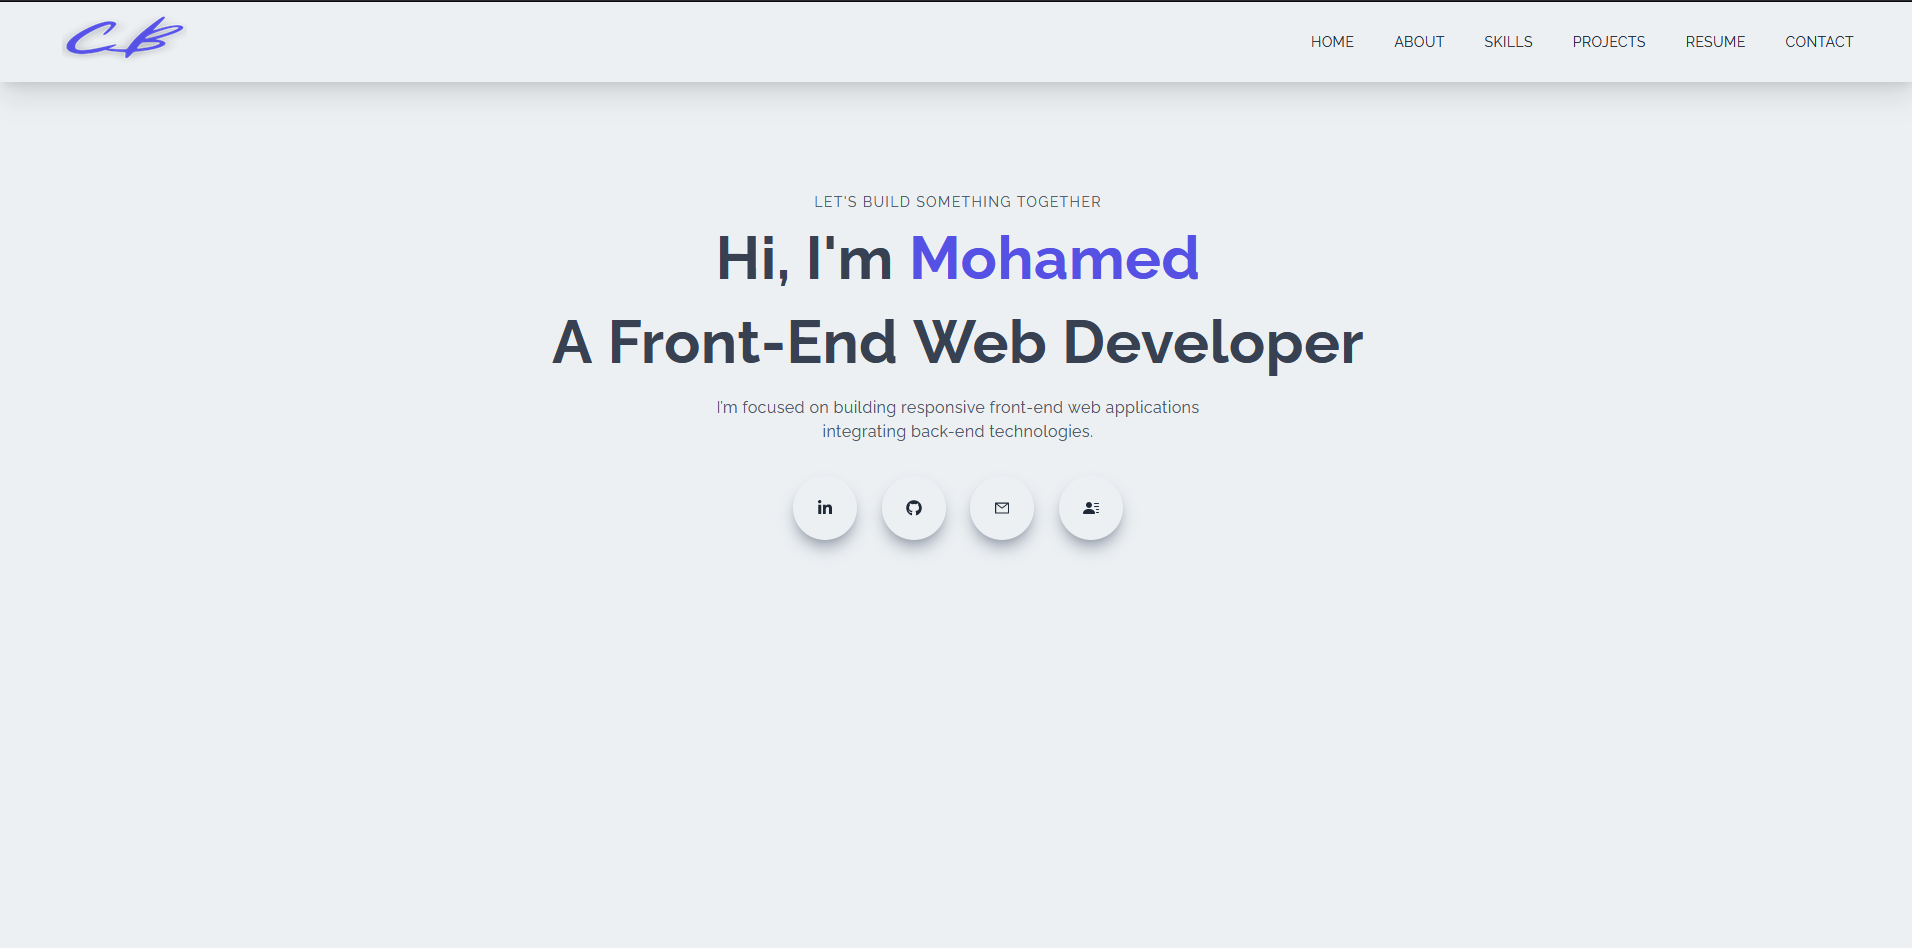 CB
HOME ABOUT SKILLS PROJECTS RESUME CONTACT
LET'S BUILD SOMETHING TOGETHER
Hi, I'm Mohamed
A Front-End Web Developer
I'm focused on building responsive front-end web applications
integrating back-end technologies.
in